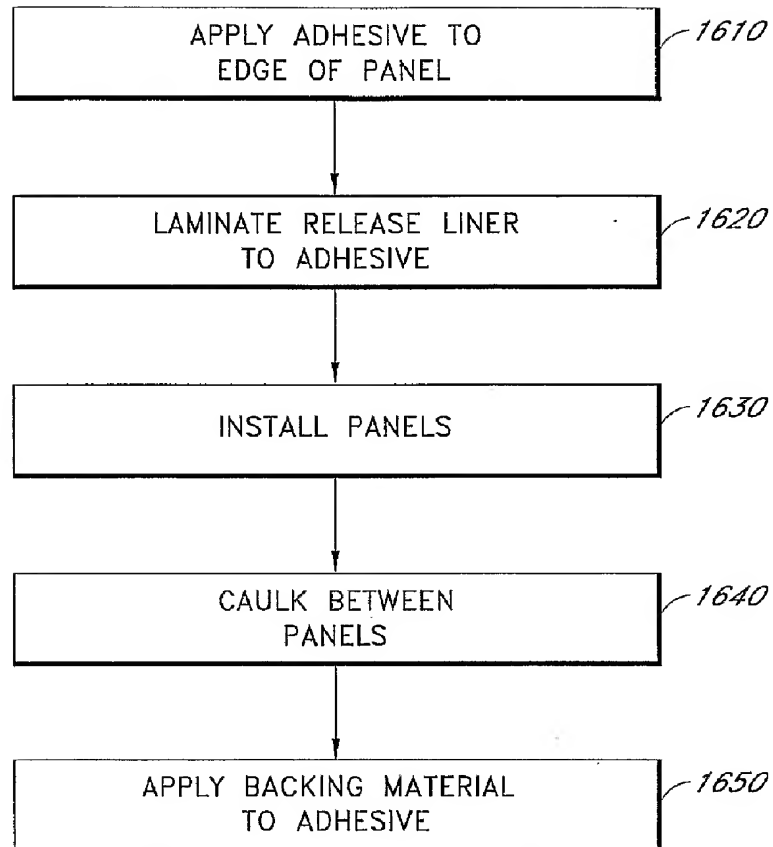 APPLY ADHESIVE TO
EDGE OF PANEL
1610
LAMINATE RELEASE LINER
TO ADHESIVE
1620
INSTALL PANELS
1630
CAULK BETWEEN
PANELS
1640
APPLY BACKING MATERIAL
TO ADHESIVE
1650